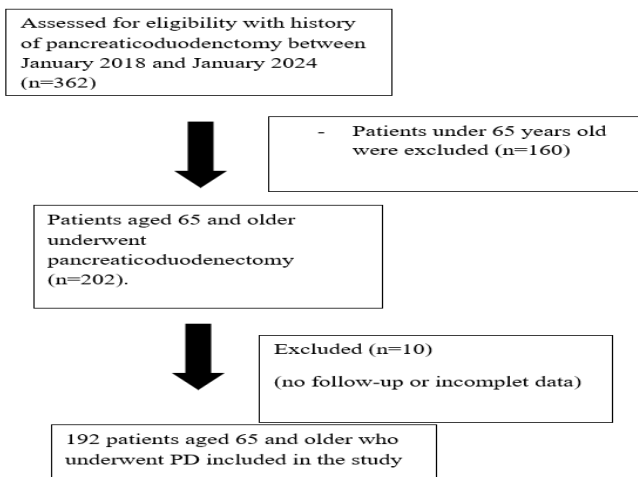 Assessed for eligibility with history
of pancreaticoduodenctomy between
January 2018 and January 2024
(n=362)
- Patients under 65 years old
were excluded (n=160)
Patients aged 65 and older
underwent
pancreaticoduodenectomy
(n=202).
Excluded (n=10)
(no follow-up or incomplet data)
192 patients aged 65 and older who
underwent PD included in the study